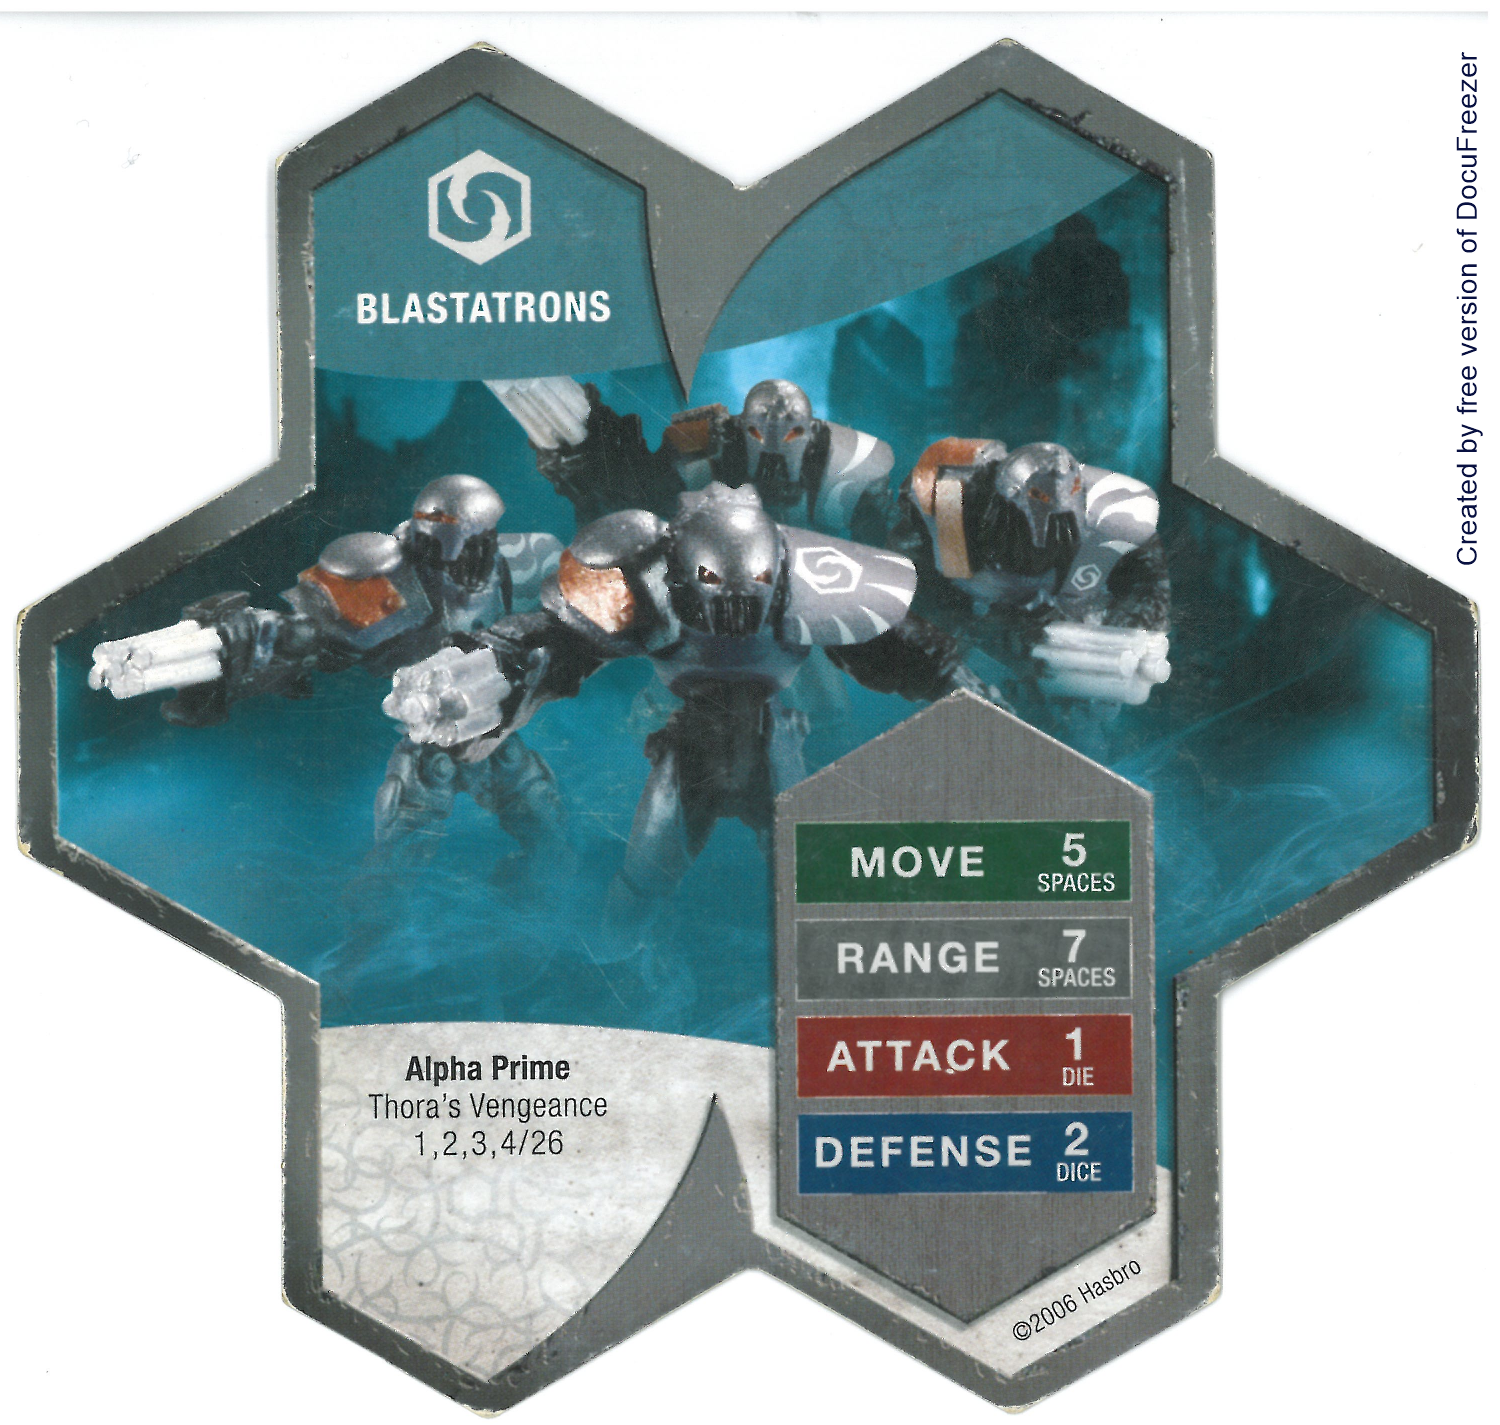 BLASTATRONS
MOVE 5 SPACES
RANGE 7 SPACES
ATTACK 1 DIE
DEFENSE 2 DICE
Alpha Prime
Thora's Vengeance
1,2,3,4/26
©2006 Hasbro
Created by free version of DocuFreezer